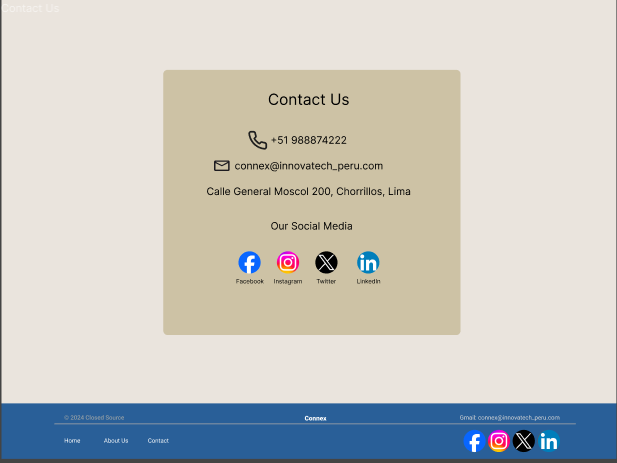 Contact Us
Contact Us
+51 988874222
connex@innovatech_peru.com
Calle General Moscol 200, Chorrillos, Lima
Our Social Media
Facebook Instagram Twitter LinkedIn
© 2024 Closed Source Connex Gmail: connex@innovatech_peru.com
Home About Us Contact